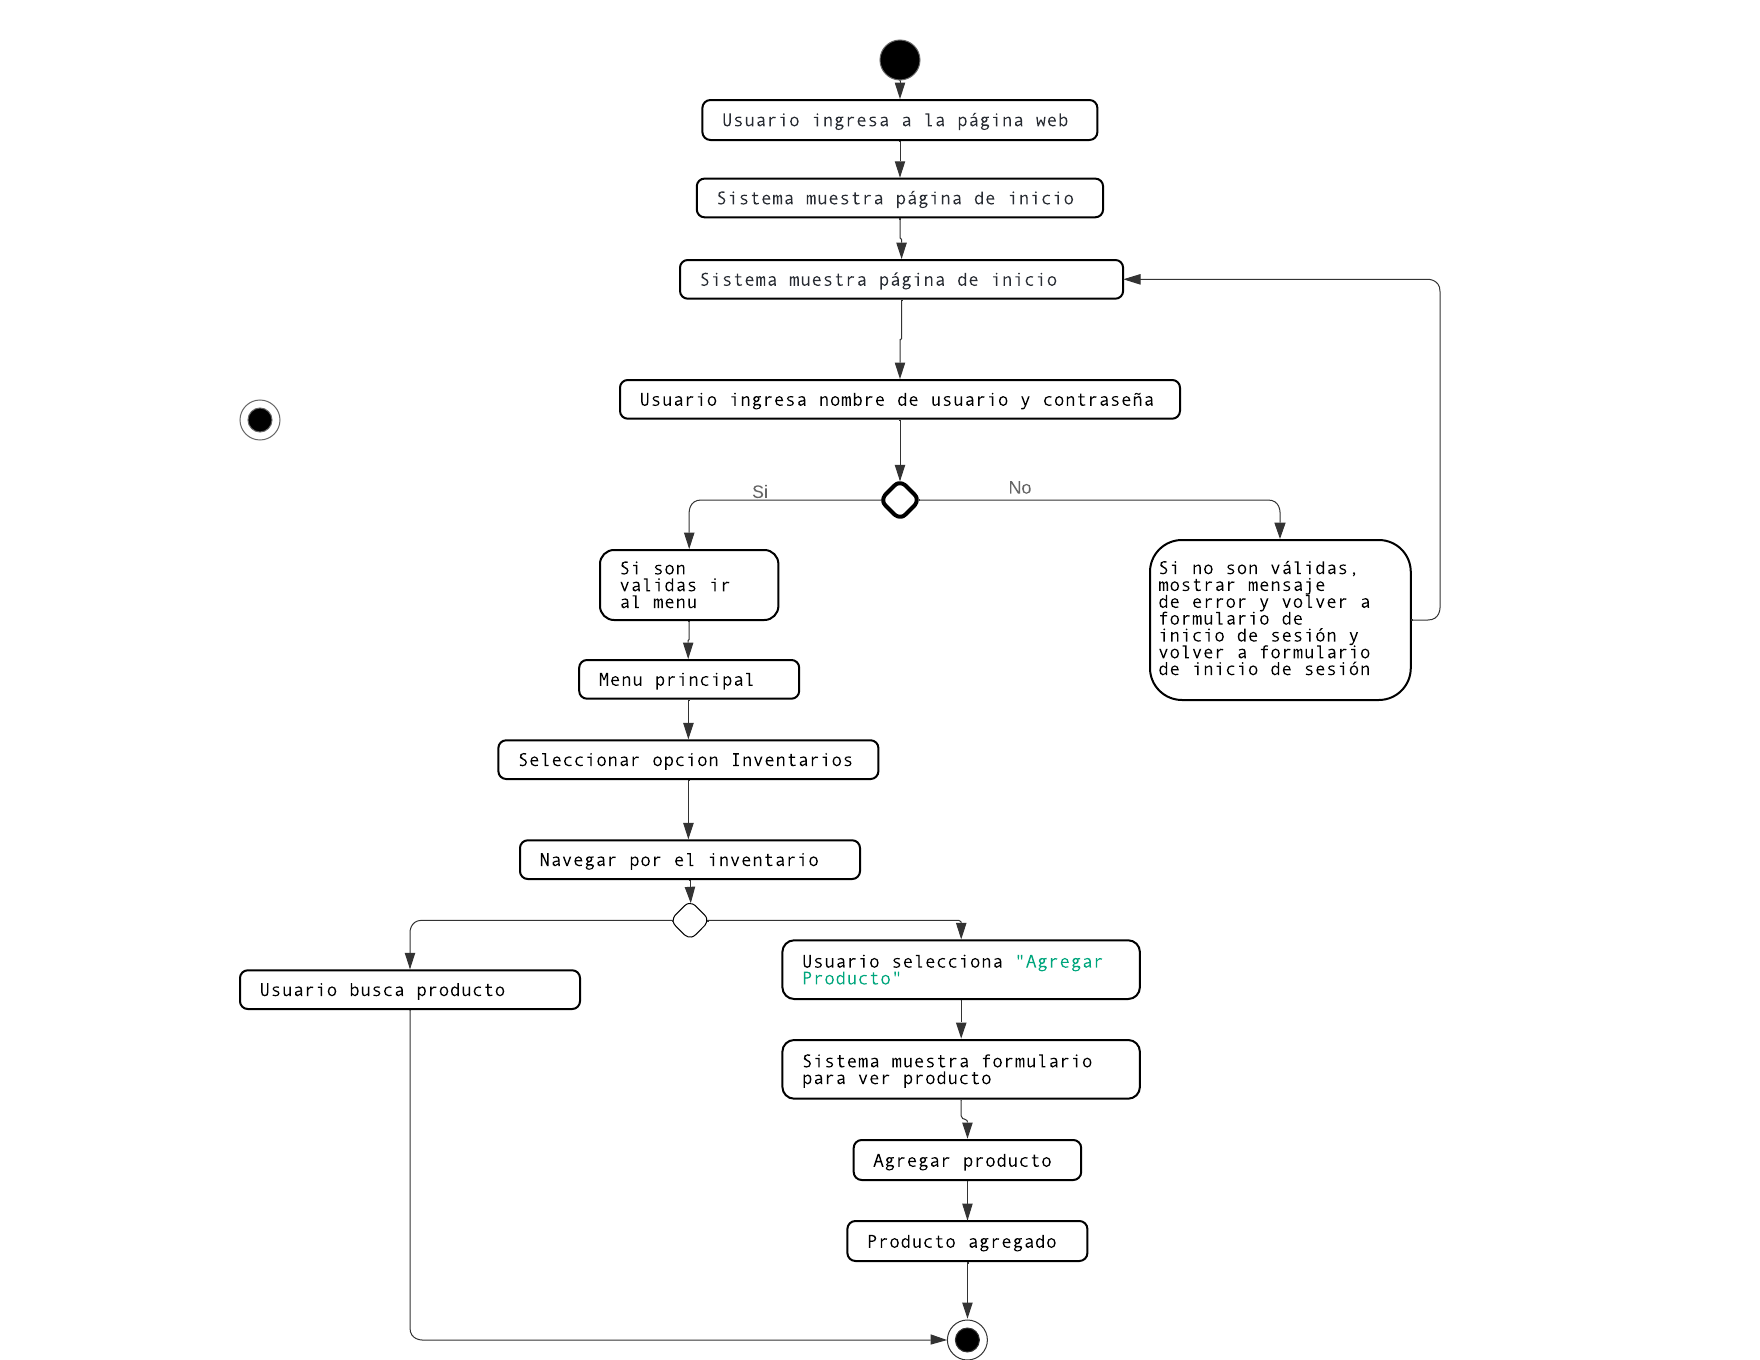 Usuario ingresa a la página web
Sistema muestra página de inicio
Sistema muestra página de inicio
Usuario ingresa nombre de usuario y contraseña
Si
No
Si son
validas ir
al menu
Si no son válidas,
mostrar mensaje
de error y volver a
formulario de
inicio de sesión y
volver a formulario
de inicio de sesión
Menu principal
Seleccionar opcion Inventarios
Navegar por el inventario
Usuario busca producto
Usuario selecciona "Agregar
Producto"
Sistema muestra formulario
para ver producto
Agregar producto
Producto agregado